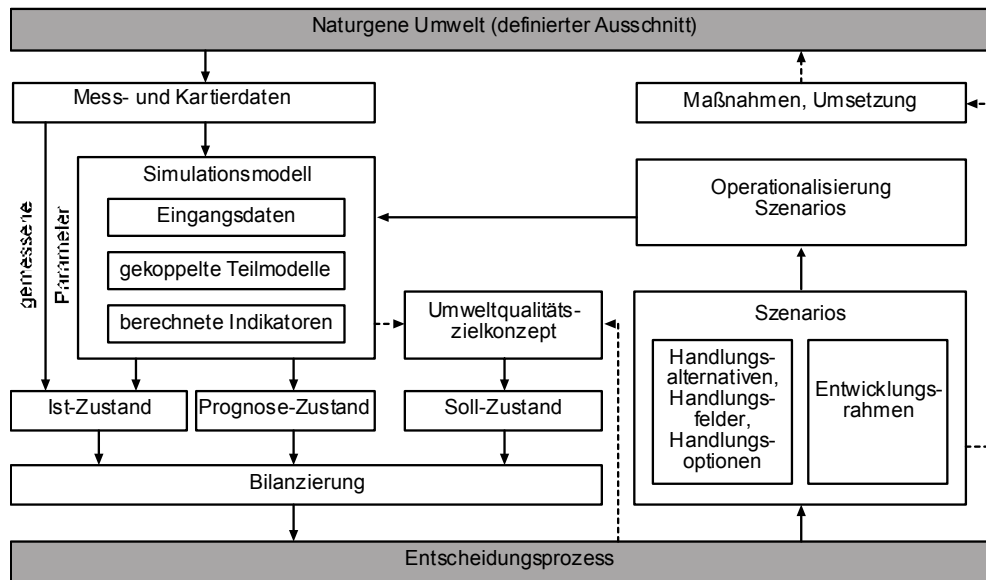 Naturgene Umwelt (definierter Ausschnitt)
Mess- und Kartierdaten
Maßnahmen, Umsetzung
gemessene
Parameter
Simulationsmodell
Eingangsdaten
gekoppelte Teilmodelle
berechnete Indikatoren
Operationalisierung
Szenarios
Umweltqualitäts-
zielkonzept
Szenarios
Handlungs-
alternativen,
Handlungs-
felder,
Handlungs-
optionen
Entwicklungs-
rahmen
Ist-Zustand
Prognose-Zustand
Soll-Zustand
Bilanzierung
Entscheidungsprozess